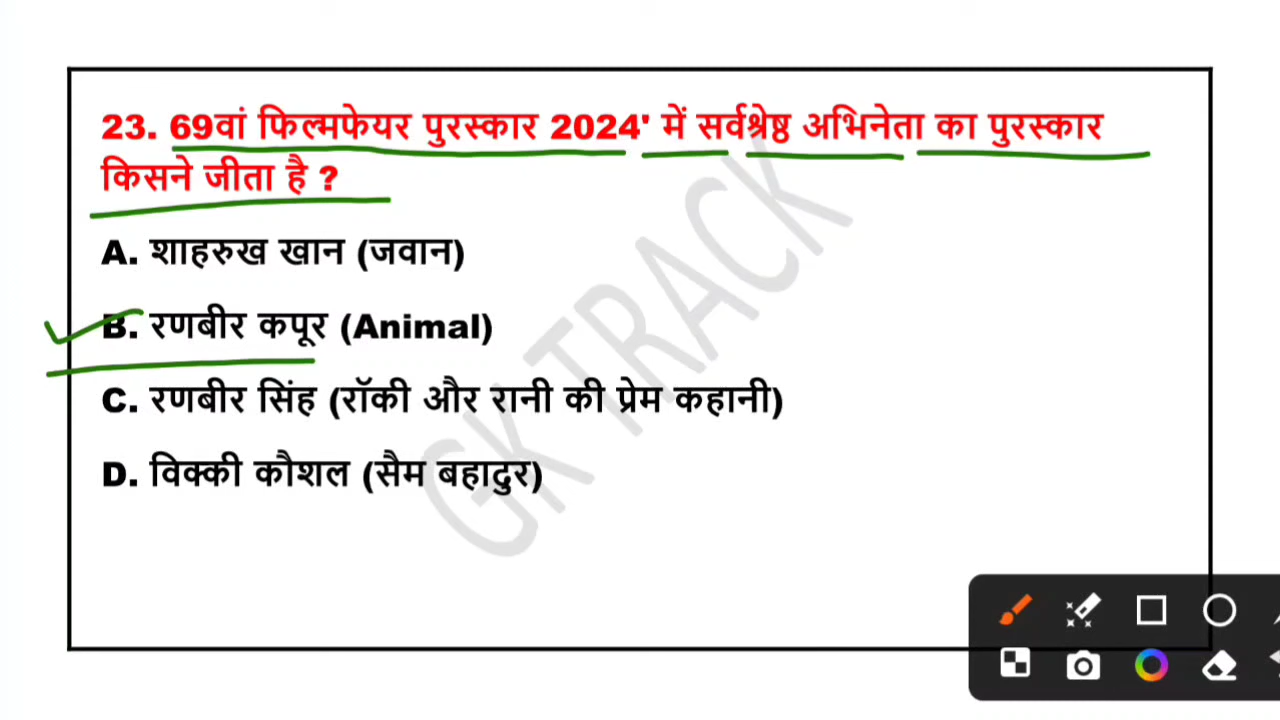 23. 69वां फिल्मफेयर पुरस्कार 2024' में सर्वश्रेष्ठ अभिनेता का पुरस्कार
किसने जीता है ?
A. शाहरुख खान (जवान)
B. रणबीर कपूर (Animal)
C. रणबीर सिंह (रॉकी और रानी की प्रेम कहानी)
D. विक्की कौशल (सैम बहादुर)
GK TRACK